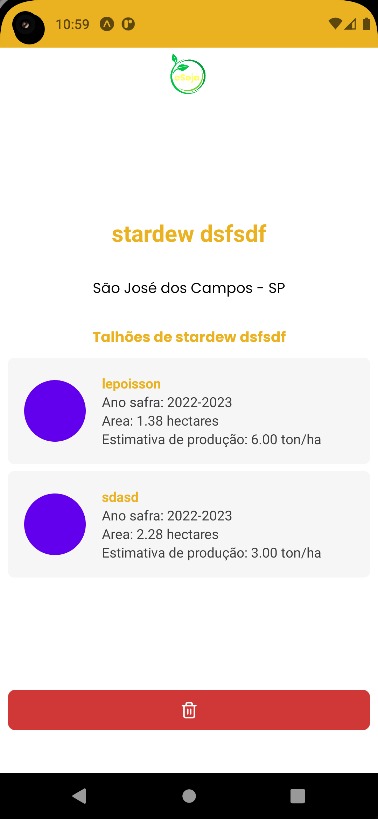 10:59
stardew dsfsdf
São José dos Campos - SP
Talhões de stardew dsfsdf
lepoisson
Ano safra: 2022-2023
Area: 1.38 hectares
Estimativa de produção: 6.00 ton/ha
sdasd
Ano safra: 2022-2023
Area: 2.28 hectares
Estimativa de produção: 3.00 ton/ha